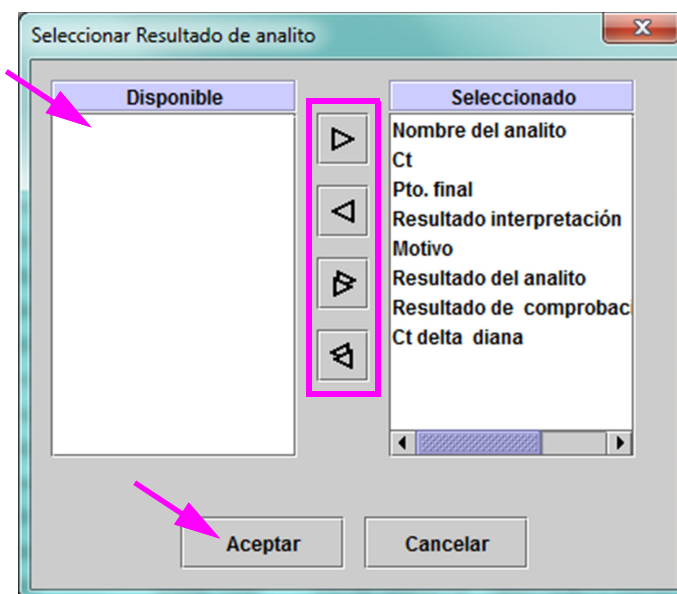 Seleccionar Resultado de analito
Disponible
Seleccionado
Nombre del analito
Ct
Pto. final
Resultado interpretación
Motivo
Resultado del analito
Resultado de comprobaci
Ct delta diana
Aceptar
Cancelar